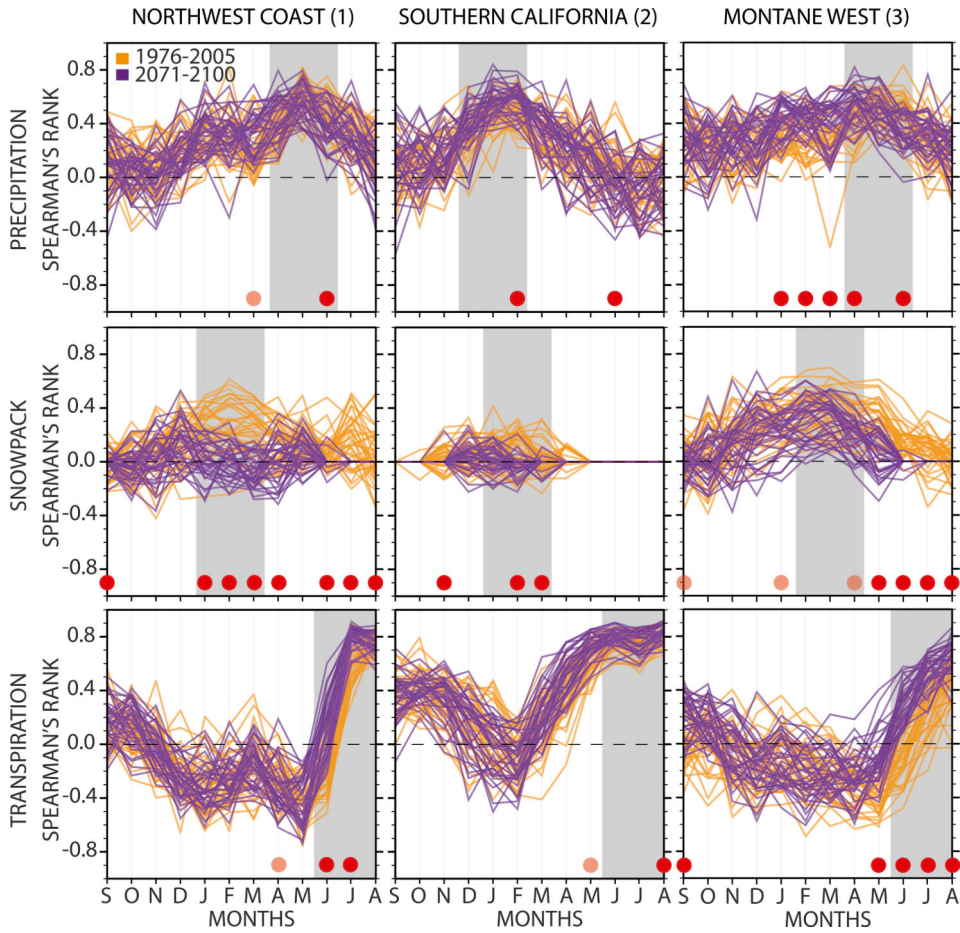 NORTHWEST COAST (1)
SOUTHERN CALIFORNIA (2)
MONTANE WEST (3)
PRECIPITATION
SPEARMAN'S RANK
0.8
0.4
0.0
-0.4
-0.8
1976-2005
2071-2100
SNOWPACK
SPEARMAN'S RANK
0.8
0.4
0.0
-0.4
-0.8
TRANSPIRATION
SPEARMAN'S RANK
0.8
0.4
0.0
-0.4
-0.8
S O N D J F M A M J J A
S O N D J F M A M J J A
S O N D J F M A M J J A
MONTHS
MONTHS
MONTHS